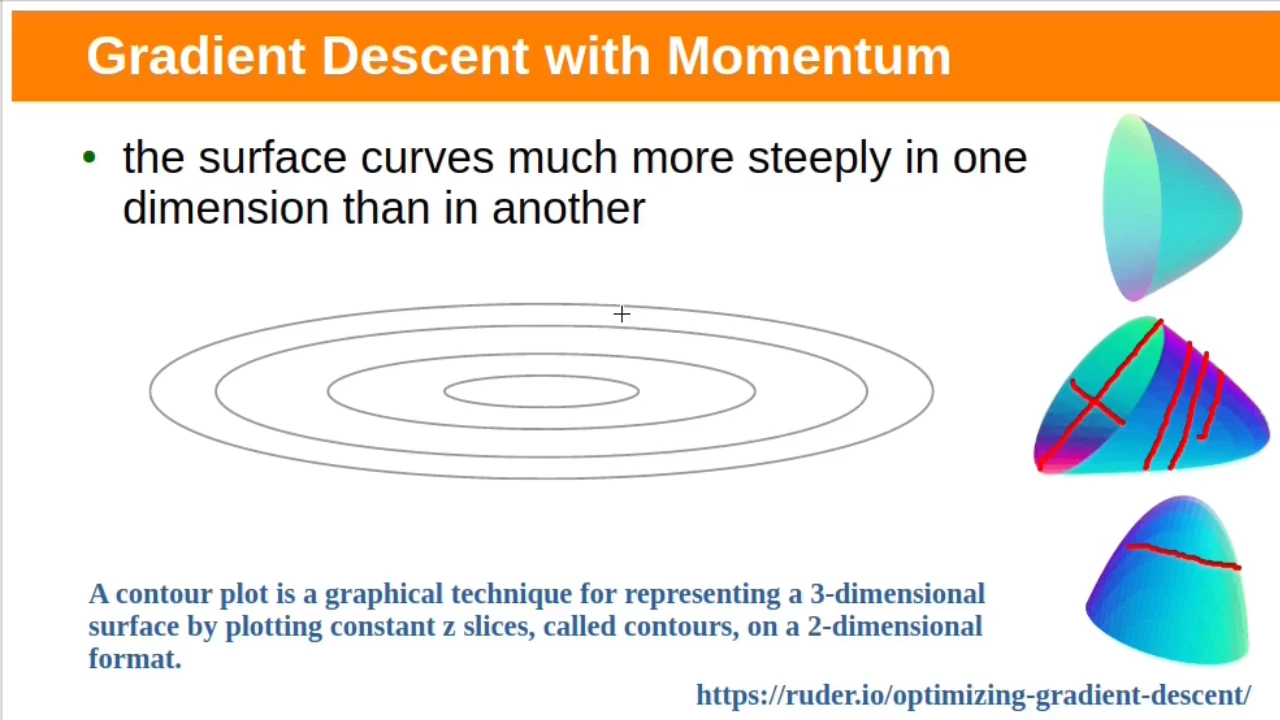 Gradient Descent with Momentum
• the surface curves much more steeply in one
dimension than in another
A contour plot is a graphical technique for representing a 3-dimensional
surface by plotting constant z slices, called contours, on a 2-dimensional
format.
https://ruder.io/optimizing-gradient-descent/